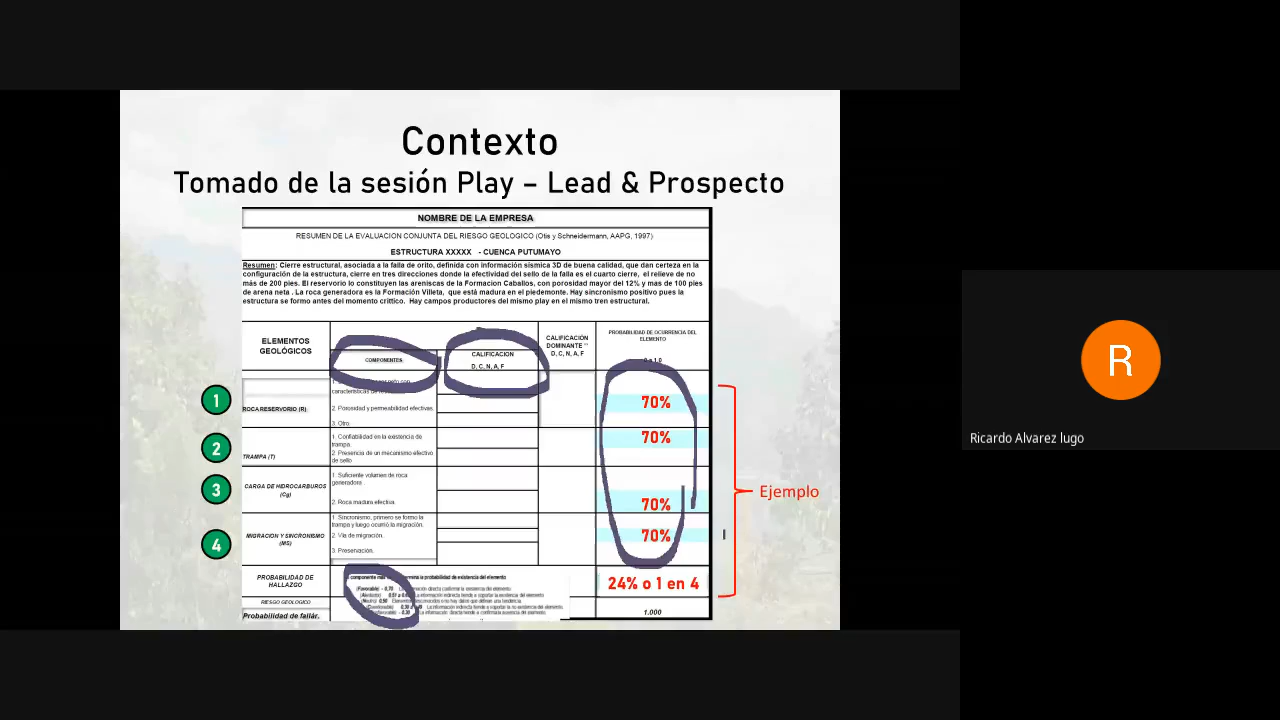 Contexto
Tomado de la sesión Play – Lead & Prospecto
NOMBRE DE LA EMPRESA
RESUMEN DE LA EVALUACION CONJUNTA DEL RIESGO GEOLOGICO (Otis y Schneidermann, AAPG, 1997)
ESTRUCTURA XXXXX - CUENCA PUTUMAYO
Resumen: Cierre estructural, asociada a la falla de orito, definida con información sísmica 3D de buena calidad, que dan certeza en la
configuración de la estructura, cierre en tres direcciones donde la efectividad del sello de la falla es el cuarto cierre, el relieve de no
más de 200 pies. El reservorio lo constituyen las areniscas de la Formacion Caballos, con porosidad mayor del 12% y mas de 100 pies
de arena neta . La roca generadora es la Formación Villeta, que está madura en el piedemonte. Hay sincronismo positivo pues la
estructura se formo antes del momento crittico. Hay campos productores del mismo play en el mismo tren estructural.
ELEMENTOS
GEOLÓGICOS
COMPONENTES
CALIFICACION
D, C, N, A, F
CALIFICACIÓN
DOMINANTE
D, C, N, A, F
PROBABILIDAD DE OCURRENCIA DEL
ELEMENTO
1
ROCA RESERVORIO (R)
2. Porosidad y permeabilidad efectivas.
3. Otro.
70%
2
TRAMPA (T)
1. Confiabilidad en la existencia de
trampa.
2. Presencia de un mecanismo efectivo
de sello
70%
3
CARGA DE HIDROCARBUROS
(Cg)
1. Suficiente volumen de roca
generadora .
2. Roca madura efectiva
70%
4
MIGRACION Y SINCRONISMO
(MS)
1. Sincronismo, primero se formo la
trampa y luego ocurrió la migración.
2. Vía de migración.
3. Preservación.
70%
Ejemplo
PROBABILIDAD DE
HALLAZGO
24% o 1 en 4
RIESGO GEOLOGICO
Probabilidad de fallar.
1.000
R
Ricardo Alvarez lugo